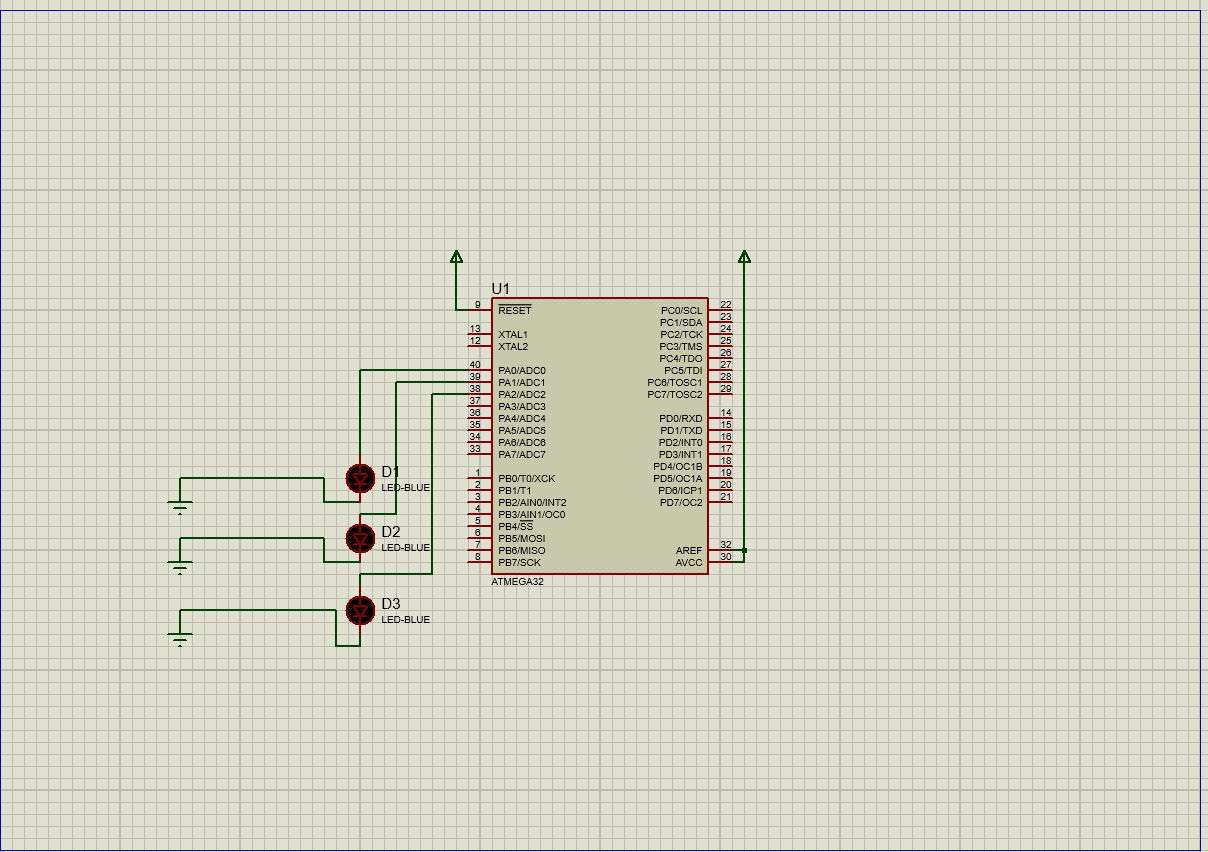 U1
9 RESET PC0/SCL 22
PC1/SDA 23
13 XTAL1 PC2/TCK 24
12 XTAL2 PC3/TMS 25
PC4/TDO 26
40 PA0/ADC0 PC5/TDI 27
39 PA1/ADC1 PC6/TOSC1 28
38 PA2/ADC2 PC7/TOSC2 29
37 PA3/ADC3
36 PA4/ADC4 PD0/RXD 14
35 PA5/ADC5 PD1/TXD 15
34 PA6/ADC6 PD2/INT0 16
33 PA7/ADC7 PD3/INT1 17
PD4/OC1B 18
1 PB0/T0/XCK PD5/OC1A 19
2 PB1/T1 PD6/ICP1 20
3 PB2/AIN0/INT2 PD7/OC2 21
4 PB3/AIN1/OC0
5 PB4/SS
6 PB5/MOSI
7 PB6/MISO AREF 32
8 PB7/SCK AVCC 30
ATMEGA32
D1
LED-BLUE
D2
LED-BLUE
D3
LED-BLUE